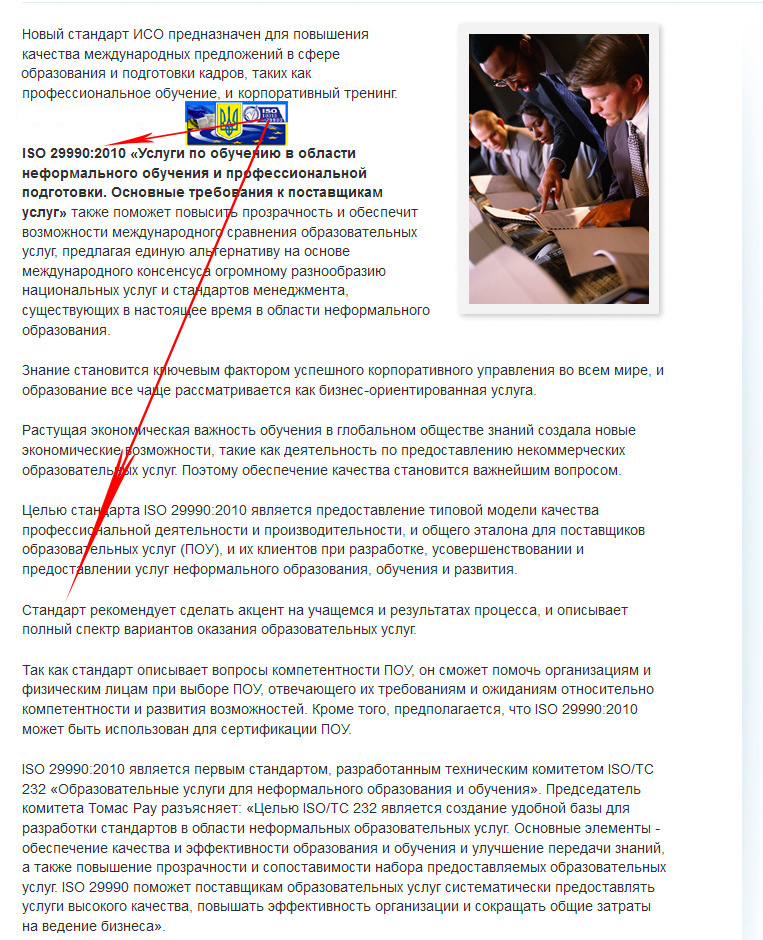 Новый стандарт ИСО предназначен для повышения
качества международных предложений в сфере
образования и подготовки кадров, таких как
профессиональное обучение, и корпоративный тренинг.
ISO
ISO 29990:2010 «Услуги по обучению в области
неформального обучения и профессиональной
подготовки. Основные требования к поставщикам
услуг» также поможет повысить прозрачность и обеспечит
возможности международного сравнения образовательных
услуг, предлагая единую альтернативу на основе
международного консенсуса огромному разнообразию
национальных услуг и стандартов менеджмента,
существующих в настоящее время в области неформального
образования.
Знание становится ключевым фактором успешного корпоративного управления во всем мире, и
образование все чаще рассматривается как бизнес-ориентированная услуга.
Растущая экономическая важность обучения в глобальном обществе знаний создала новые
экономические возможности, такие как деятельность по предоставлению некоммерческих
образовательных услуг. Поэтому обеспечение качества становится важнейшим вопросом.
Целью стандарта ISO 29990:2010 является предоставление типовой модели качества
профессиональной деятельности и производительности, и общего эталона для поставщиков
образовательных услуг (ПОУ), и их клиентов при разработке, усовершенствовании и
предоставлении услуг неформального образования, обучения и развития.
Стандарт рекомендует сделать акцент на учащемся и результатах процесса, и описывает
полный спектр вариантов оказания образовательных услуг.
Так как стандарт описывает вопросы компетентности ПОУ, он сможет помочь организациям и
физическим лицам при выборе ПОУ, отвечающего их требованиям и ожиданиям относительно
компетентности и развития возможностей. Кроме того, предполагается, что ISO 29990:2010
может быть использован для сертификации ПОУ.
ISO 29990:2010 является первым стандартом, разработанным техническим комитетом ISO/TC
232 «Образовательные услуги для неформального образования и обучения». Председатель
комитета Томас Рау разъясняет: «Целью ISO/TC 232 является создание удобной базы для
разработки стандартов в области неформальных образовательных услуг. Основные элементы -
обеспечение качества и эффективности образования и обучения и улучшение передачи знаний,
а также повышение прозрачности и сопоставимости набора предоставляемых образовательных
услуг. ISO 29990 поможет поставщикам образовательных услуг систематически предоставлять
услуги высокого качества, повышать эффективность организации и сокращать общие затраты
на ведение бизнеса».